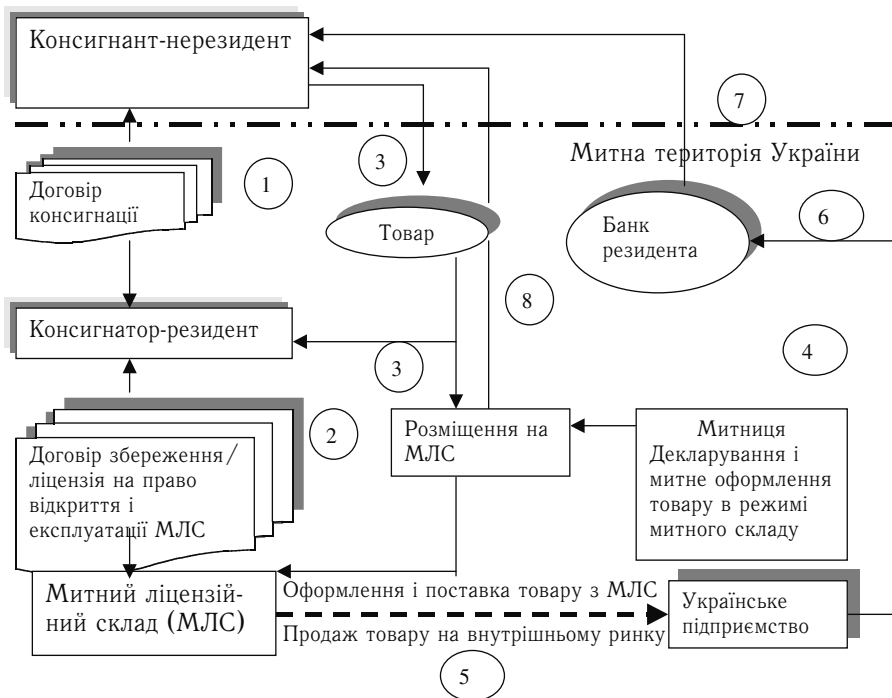 Консигнант-нерезидент
7
Митна територія України
3
1
Договір
консигнації
Товар
Банк
резидента
6
8
Консигнатор-резидент
3
4
2
Розміщення на
МЛС
Митниця
Декларування і
митне оформлення
товару в режимі
митного складу
Договір збереження/
ліцензія на право
відкриття і
експлуатації МЛС
Митний ліцензій-
ний склад (МЛС)
Оформлення і поставка товару з МЛС
Продаж товару на внутрішньому ринку
Українське
підприємство
5